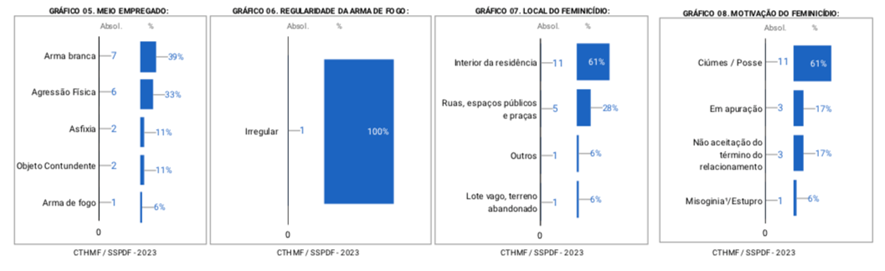 GRÁFICO 05. MEIO EMPREGADO:
Absol. %
Arma branca 7 39%
Agressão Física 6 33%
Asfixia 2 11%
Objeto Contundente 2 11%
Arma de fogo 1 6%
0
CTHMF / SSPDF - 2023
GRÁFICO 06. REGULARIDADE DA ARMA DE FOGO:
Absol. %
Irregular 1 100%
0
CTHMF / SSPDF - 2023
GRÁFICO 07. LOCAL DO FEMINICÍDIO:
Absol. %
Interior da residência 11 61%
Ruas, espaços públicos
e praças
5 28%
Outros 1 6%
Lote vago, terreno
abandonado
1 6%
0
CTHMF / SSPDF - 2023
GRÁFICO 08. MOTIVAÇÃO DO FEMINICÍDIO:
Absol. %
Ciúmes / Posse 11 61%
Em apuração 3 17%
Não aceitação do
término do
relacionamento
3 17%
Misoginia¹/Estupro 1 6%
0
CTHMF / SSPDF - 2023